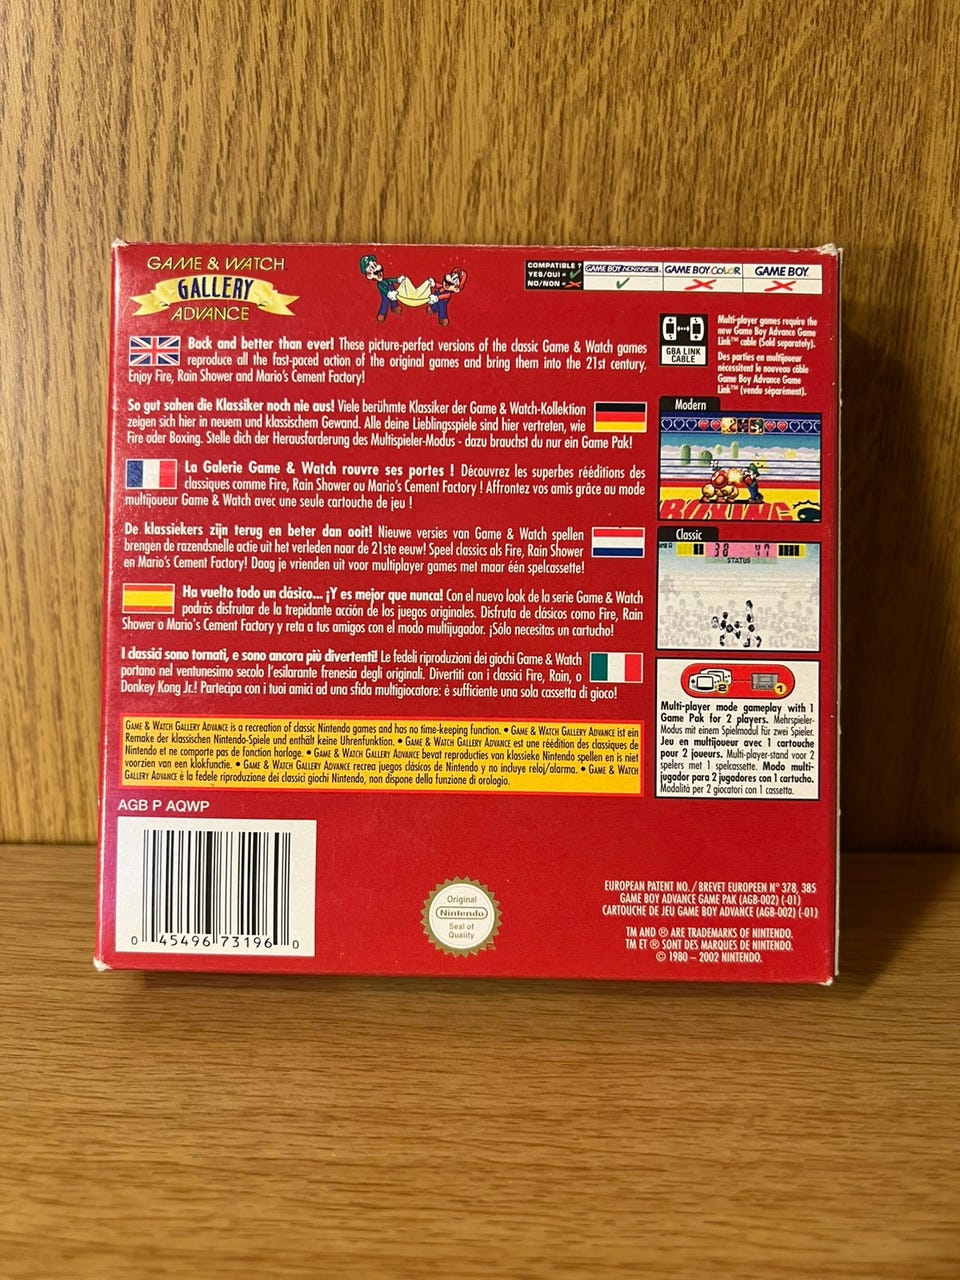 GAME & WATCH
GALLERY
ADVANCE
COMPATIBLE ?
YES/OUI =
NO/NON =
GAME BOY ADVANCE
GAME BOY COLOR
GAME BOY
Back and better than ever! These picture-perfect versions of the classic Game & Watch games
reproduce all the fast-paced action of the original games and bring them into the 21st century.
Enjoy Fire, Rain Shower and Mario's Cement Factory!
So gut sahen die Klassiker noch nie aus! Viele berühmte Klassiker der Game & Watch-Kollektion
zeigen sich hier in neuem und klassischem Gewand. Alle deine Lieblingsspiele sind hier vertreten, wie
Fire oder Boxing. Stelle dich der Herausforderung des Multispieler-Modus - dazu brauchst du nur ein Game Pak!
La Galerie Game & Watch rouvre ses portes ! Découvrez les superbes rééditions des
classiques comme Fire, Rain Shower ou Mario's Cement Factory ! Affrontez vos amis grâce au mode
multijoueur Game & Watch avec une seule cartouche de jeu !
De klassiekers zijn terug en beter dan ooit! Nieuwe versies van Game & Watch spellen
brengen de razendsnelle actie uit het verleden naar de 21ste eeuw! Speel classics als Fire, Rain Shower
en Mario's Cement Factory! Daag je vrienden uit voor multiplayer games met maar één spelcassette!
Ha vuelto todo un clásico... ¡Y es mejor que nunca! Con el nuevo look de la serie Game & Watch
podrás disfrutar de la trepidante acción de los juegos originales. Disfruta de clásicos como Fire, Rain
Shower o Mario's Cement Factory y reta a tus amigos con el modo multijugador. ¡Sólo necesitas un cartucho!
I classici sono tornati, e sono ancora più divertenti! Le fedeli riproduzioni dei giochi Game & Watch
portano nel ventunesimo secolo l'esilarante frenesia degli originali. Divertiti con i classici Fire, Rain, o
Donkey Kong Jr.! Partecipa con i tuoi amici ad una sfida multigiocatore: è sufficiente una sola cassetta di gioco!
GAME & WATCH GALLERY ADVANCE is a recreation of classic Nintendo games and has no time-keeping function. • GAME & WATCH GALLERY ADVANCE ist ein
Remake der klassischen Nintendo-Spiele und enthält keine Uhrenfunktion. • GAME & WATCH GALLERY ADVANCE est une réédition des classiques de
Nintendo et ne comporte pas de fonction horloge. • GAME & WATCH GALLERY ADVANCE bevat reproducties van klassieke Nintendo spellen en is niet
voorzien van een klokfunctie. • GAME & WATCH GALLERY ADVANCE recrea juegos clásicos de Nintendo y no incluye reloj/alarma. • GAME & WATCH
GALLERY ADVANCE è la fedele riproduzione dei classici giochi Nintendo, non dispone della funzione di orologio.
GBA LINK
CABLE
Multi-player games require the
new Game Boy Advance Game
Link™ cable (Sold separately).
Des parties en multijoueur
nécessitent le nouveau câble
Game Boy Advance Game
Link™ (vendu séparément).
Modern
BOXING
Classic
38 47
STATUS
2
1
Multi-player mode gameplay with 1
Game Pak for 2 players. Mehrspieler-
Modus mit einem Spielmodul für zwei Spieler.
Jeu en multijoueur avec 1 cartouche
pour 2 joueurs. Multi-player-stand voor 2
spelers met 1 spelcassette. Modo multi-
jugador para 2 jugadores con 1 cartucho.
Modalità per 2 giocatori con 1 cassetta.
AGB P AQWP
0 45496 73196 0
Original
Nintendo
Seal of
Quality
EUROPEAN PATENT NO. / BREVET EUROPEEN N° 378, 385
GAME BOY ADVANCE GAME PAK (AGB-002) (-01)
CARTOUCHE DE JEU GAME BOY ADVANCE (AGB-002) (-01)
TM AND ® ARE TRADEMARKS OF NINTENDO.
TM ET ® SONT DES MARQUES DE NINTENDO.
© 1980 – 2002 NINTENDO.